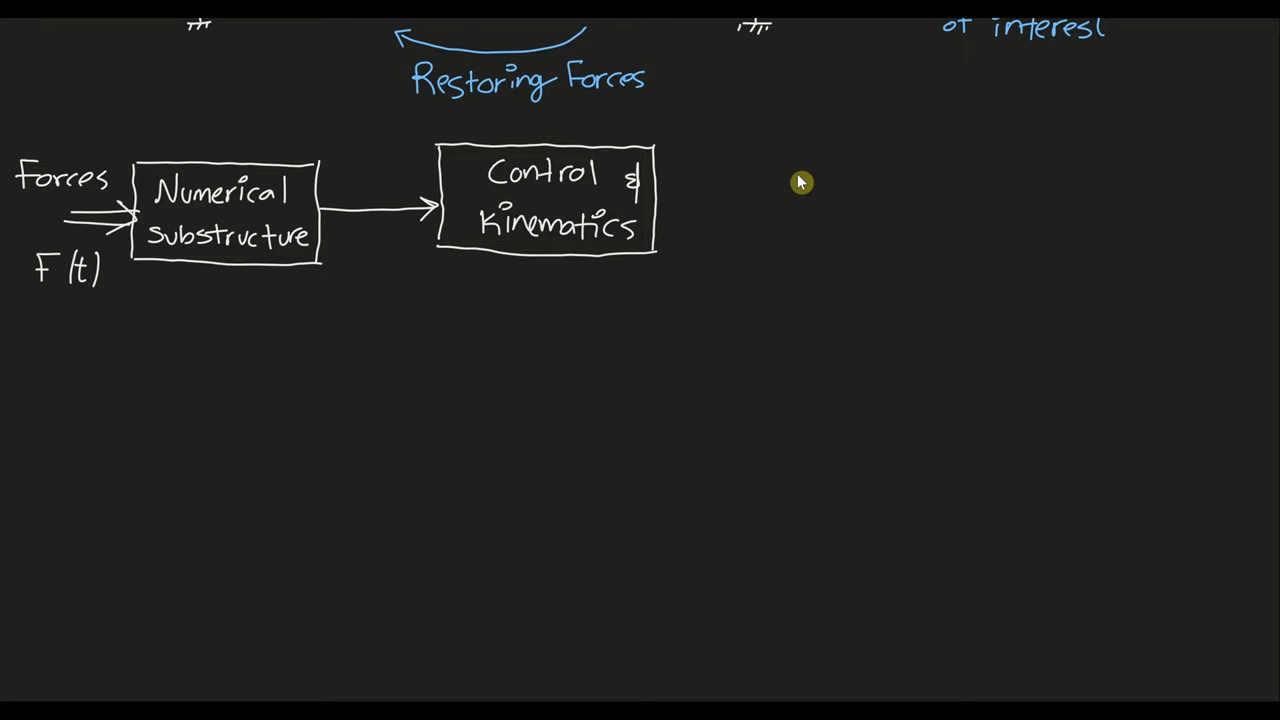 of interest
Restoring Forces
Forces
F(t)
Numerical
substructure
Control &
Kinematics